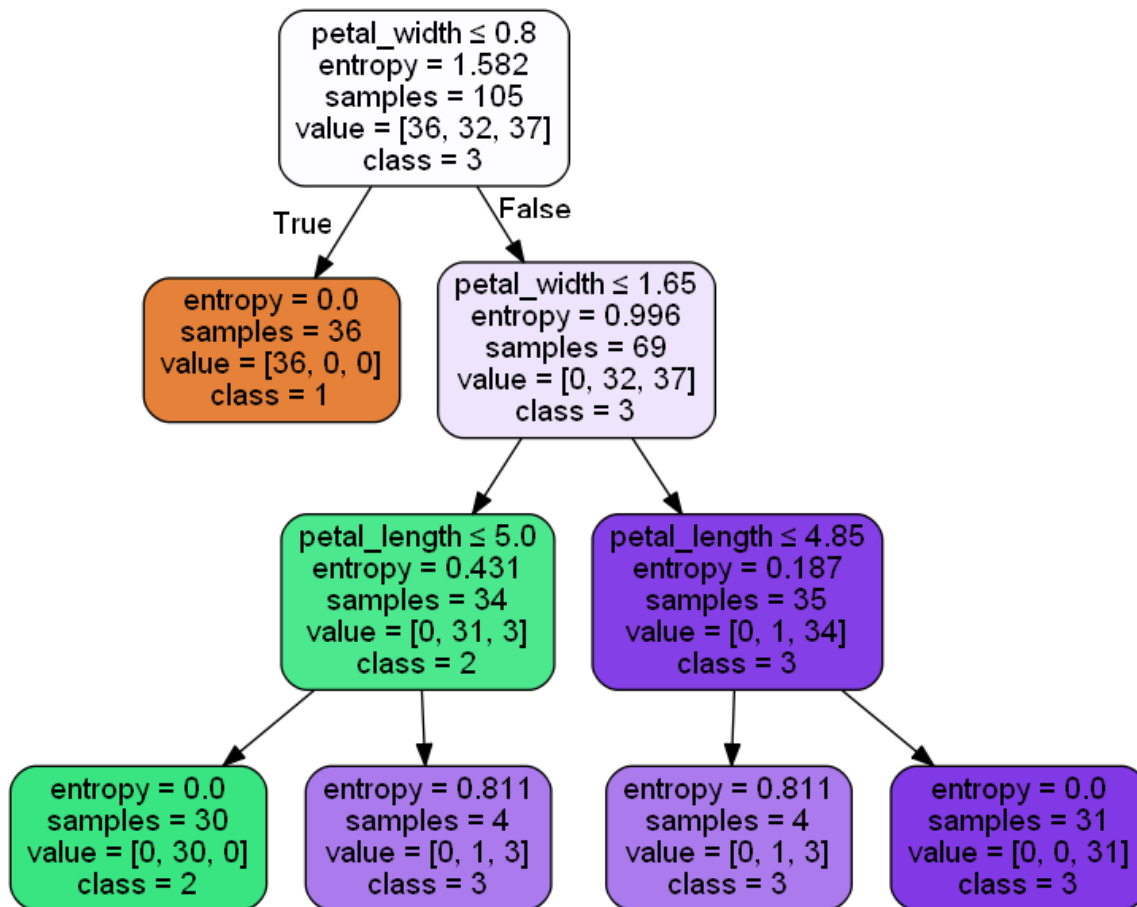 petal_width ≤ 0.8
entropy = 1.582
samples = 105
value = [36, 32, 37]
class = 3
True
False
entropy = 0.0
samples = 36
value = [36, 0, 0]
class = 1
petal_width ≤ 1.65
entropy = 0.996
samples = 69
value = [0, 32, 37]
class = 3
petal_length ≤ 5.0
entropy = 0.431
samples = 34
value = [0, 31, 3]
class = 2
petal_length ≤ 4.85
entropy = 0.187
samples = 35
value = [0, 1, 34]
class = 3
entropy = 0.0
samples = 30
value = [0, 30, 0]
class = 2
entropy = 0.811
samples = 4
value = [0, 1, 3]
class = 3
entropy = 0.811
samples = 4
value = [0, 1, 3]
class = 3
entropy = 0.0
samples = 31
value = [0, 0, 31]
class = 3